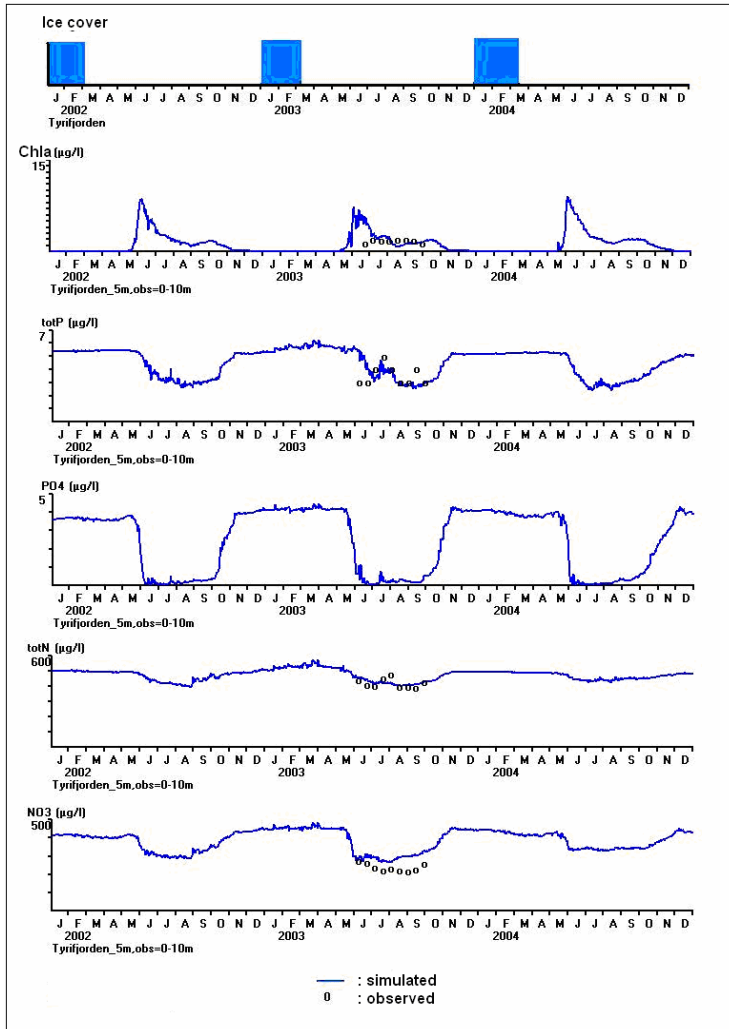 Ice cover
J F M A M J J A S O N D J F M A M J J A S O N D J F M A M J J A S O N D
2002 2003 2004
Tyrifjorden
Chla (µg/l)
15
J F M A M J J A S O N D J F M A M J J A S O N D J F M A M J J A S O N D
2002 2003 2004
Tyrifjorden_5m,obs=0-10m
totP (µg/l)
7
J F M A M J J A S O N D J F M A M J J A S O N D J F M A M J J A S O N D
2002 2003 2004
Tyrifjorden_5m,obs=0-10m
PO4 (µg/l)
5
J F M A M J J A S O N D J F M A M J J A S O N D J F M A M J J A S O N D
2002 2003 2004
Tyrifjorden_5m,obs=0-10m
totN (µg/l)
600
J F M A M J J A S O N D J F M A M J J A S O N D J F M A M J J A S O N D
2002 2003 2004
Tyrifjorden_5m,obs=0-10m
NO3 (µg/l)
500
J F M A M J J A S O N D J F M A M J J A S O N D J F M A M J J A S O N D
2002 2003 2004
Tyrifjorden_5m,obs=0-10m
: simulated
o : observed